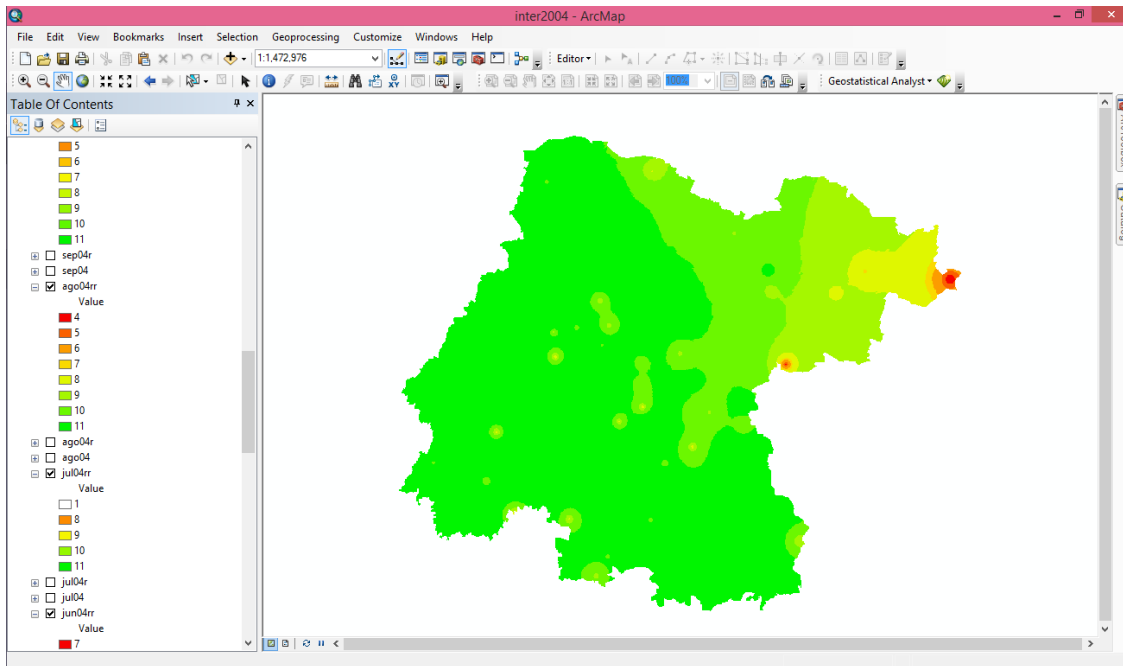 inter2004 - ArcMap
File Edit View Bookmarks Insert Selection Geoprocessing Customize Windows Help
1:1,472,976
Editor
100%
Geostatistical Analyst
Table Of Contents
5
6
7
8
9
10
11
sep04rr
sep04
ago04rr
Value
4
5
6
7
8
9
10
11
ago04r
ago04
jul04rr
Value
1
8
9
10
11
jul04r
jul04
jun04rr
Value
7